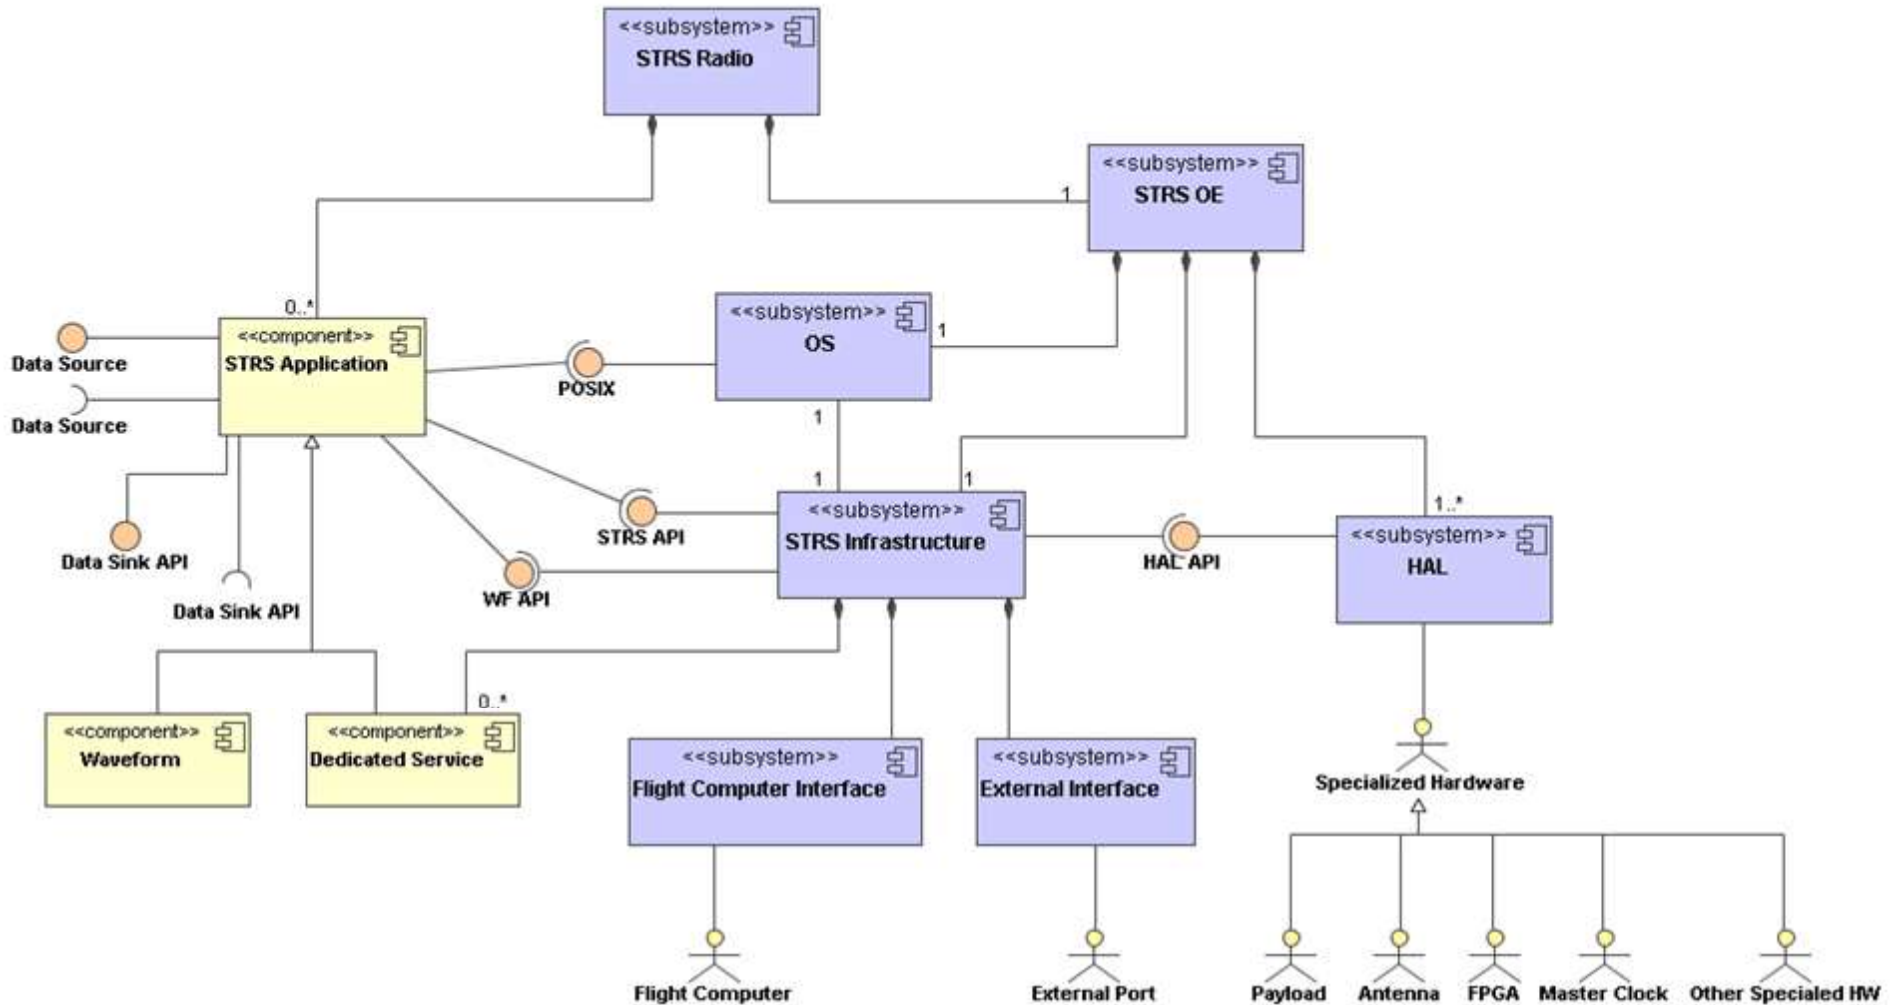 <<subsystem>>
STRS Radio
<<subsystem>>
STRS OE
1
0..*
<<subsystem>>
OS
1
<<component>>
STRS Application
Data Source
Data Source
POSIX
1
1
1
<<subsystem>>
STRS Infrastructure
STRS API
WF API
HAL API
1..*
<<subsystem>>
HAL
Data Sink API
Data Sink API
0..*
<<component>>
Waveform
<<component>>
Dedicated Service
<<subsystem>>
Flight Computer Interface
<<subsystem>>
External Interface
Specialized Hardware
Flight Computer
External Port
Payload
Antenna
FPGA
Master Clock
Other Specialed HW